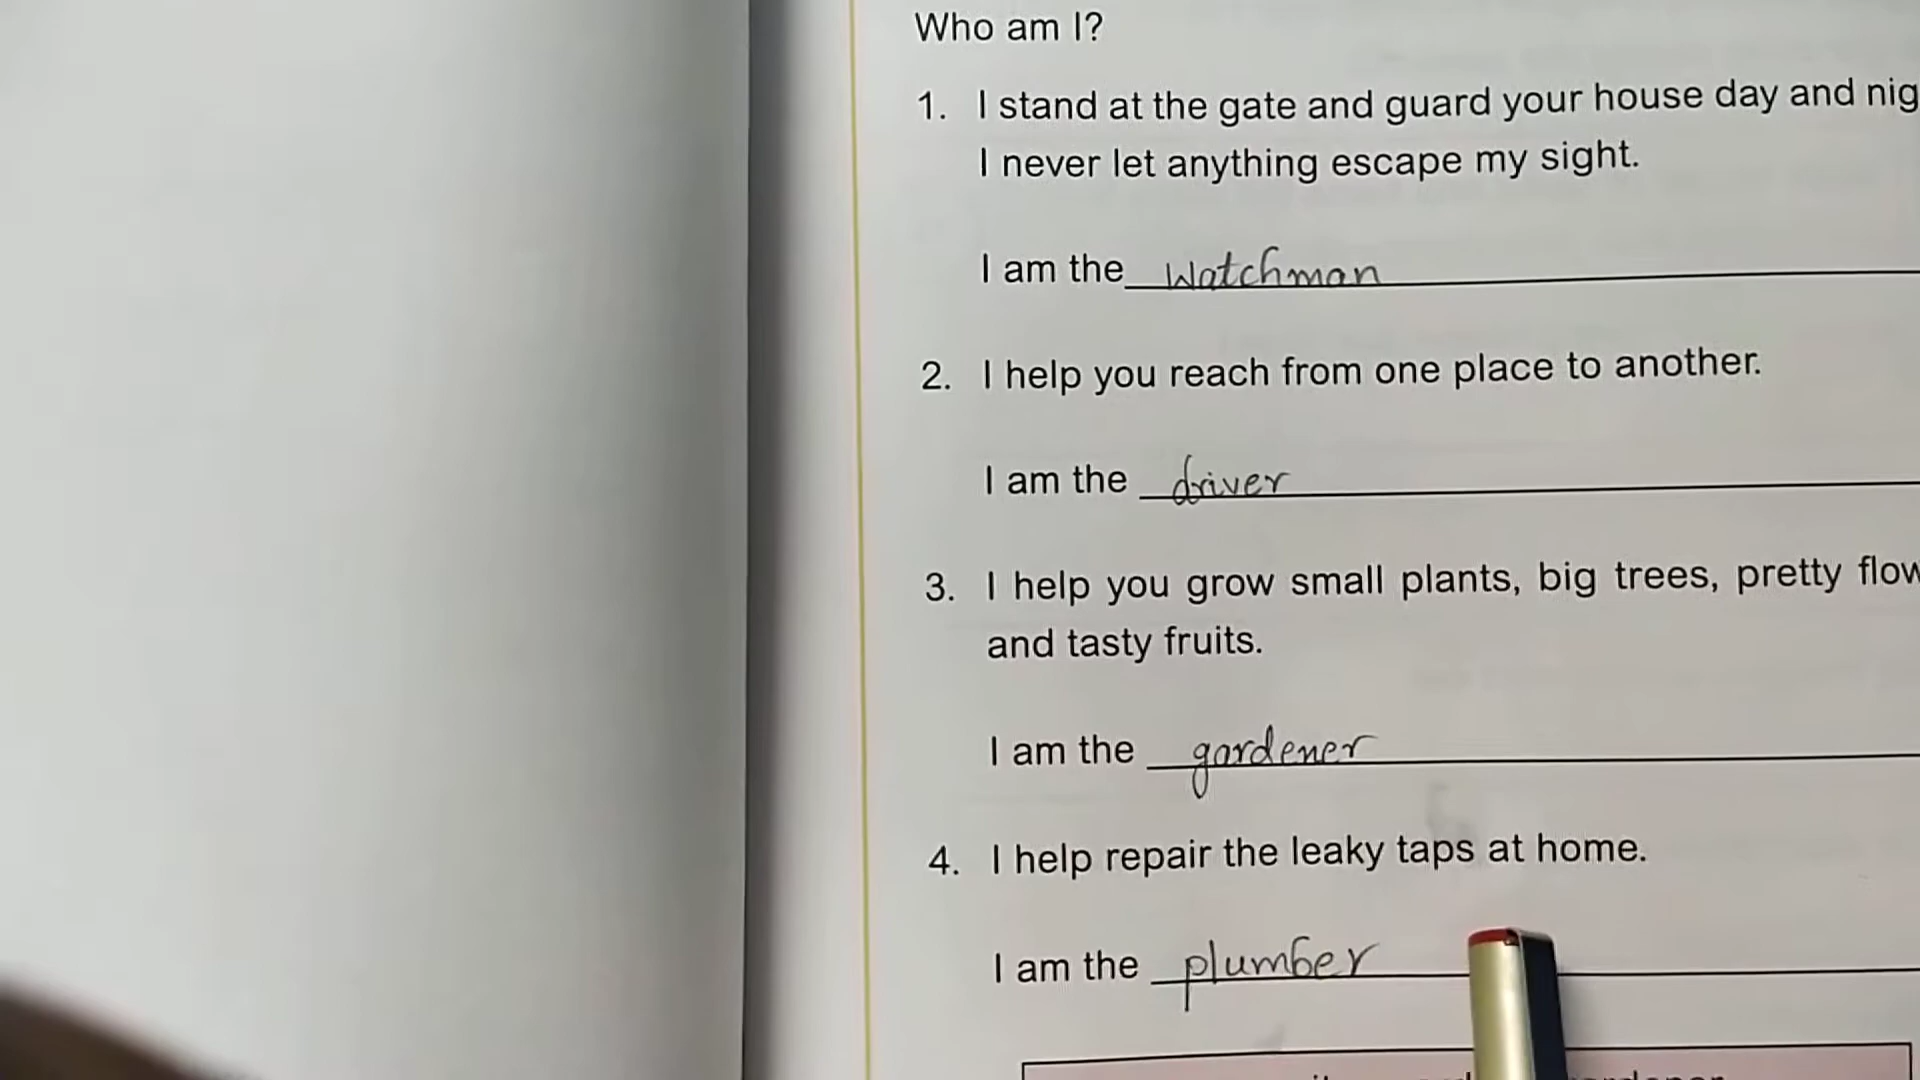 Who am I?
1. I stand at the gate and guard your house day and nig
I never let anything escape my sight.
I am the watchman
2. I help you reach from one place to another.
I am the driver
3. I help you grow small plants, big trees, pretty flow
and tasty fruits.
I am the gardener
4. I help repair the leaky taps at home.
I am the plumber